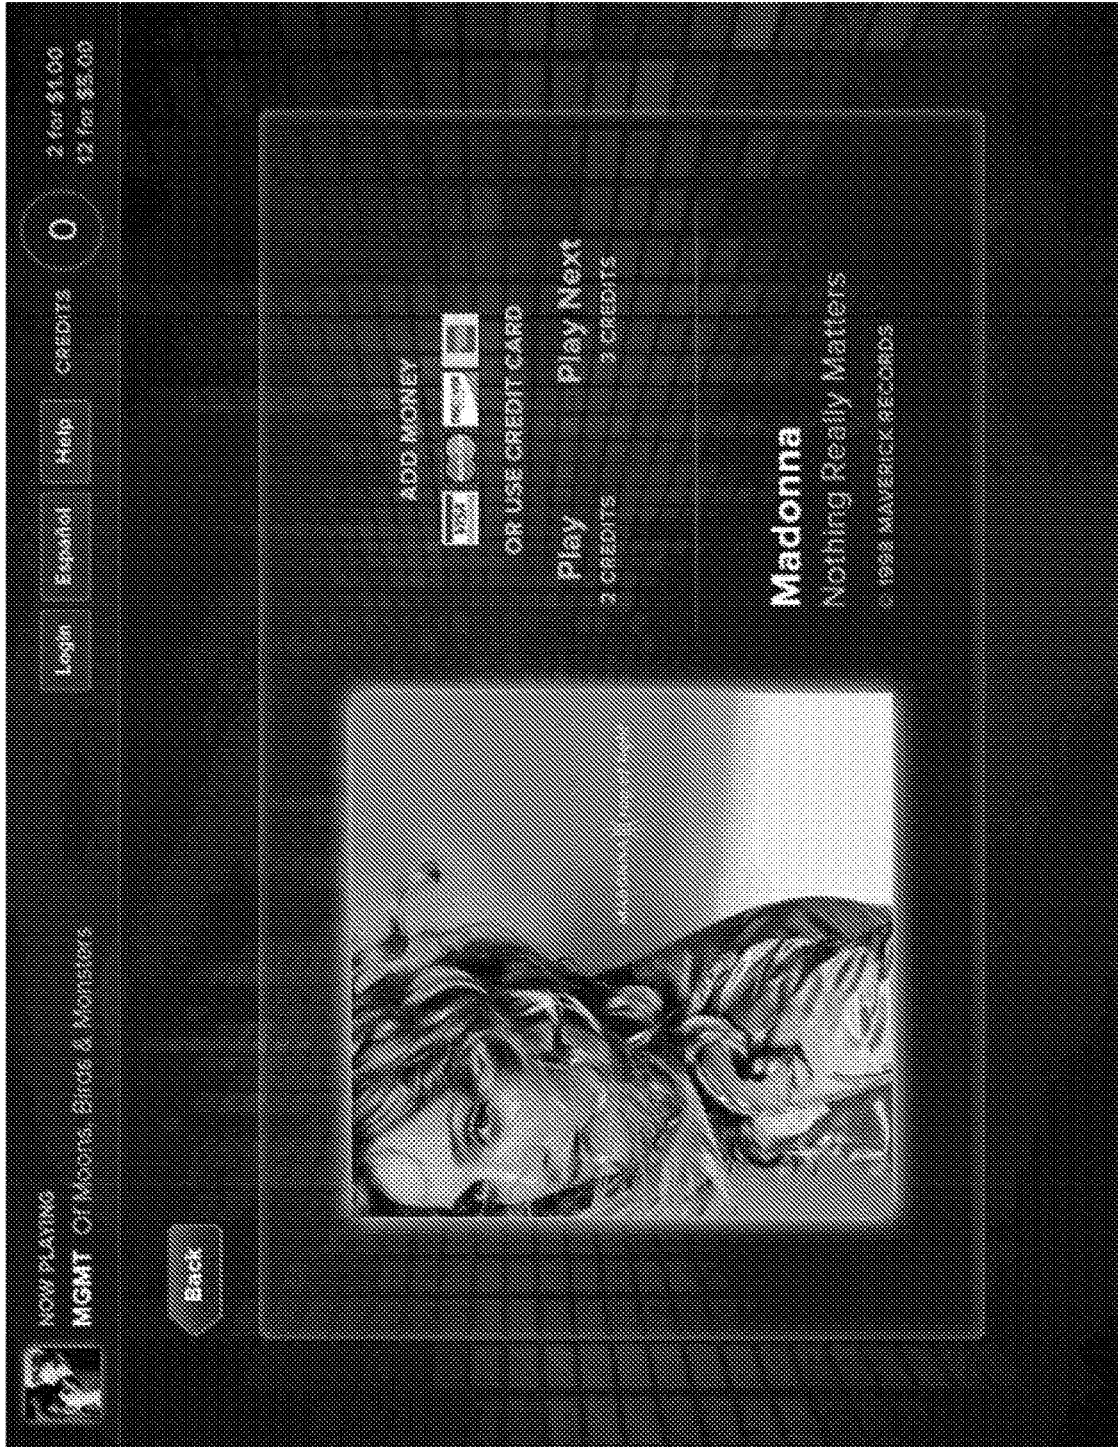 NOW PLAYING
MGMT Of Moons, Birds & Monsters
Login
Español
Help
CREDITS
0
2 for $1.00
12 for $5.00
Back
ADD MONEY
VISA
OR USE CREDIT CARD
Play
2 CREDITS
Play Next
3 CREDITS
Madonna
Nothing Really Matters
© 1998 MAVERICK RECORDS